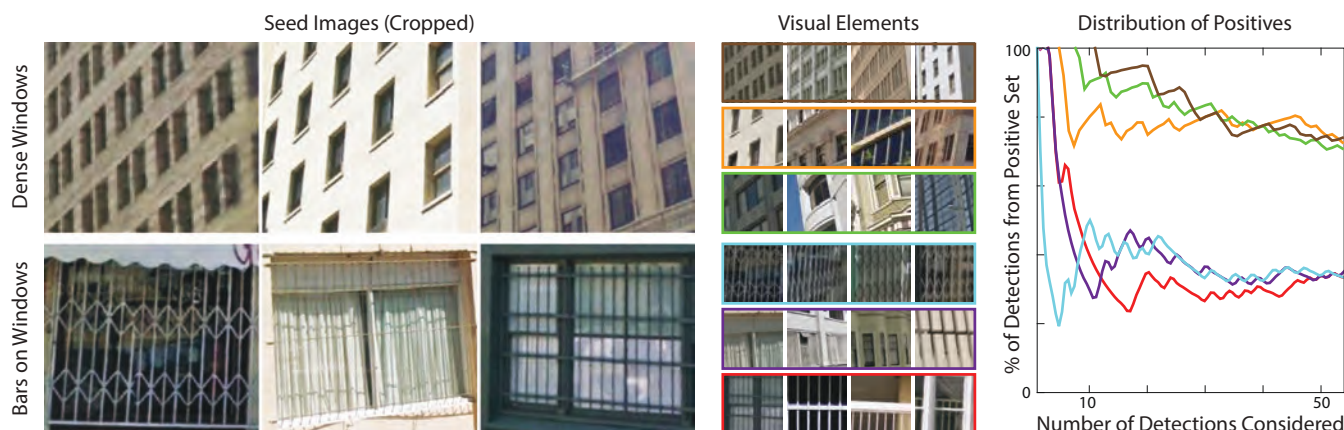 Seed Images (Cropped)
Visual Elements
Distribution of Positives
Dense Windows
Bars on Windows
% of Detections from Positive Set
100
0
10
50
Number of Detections Considered